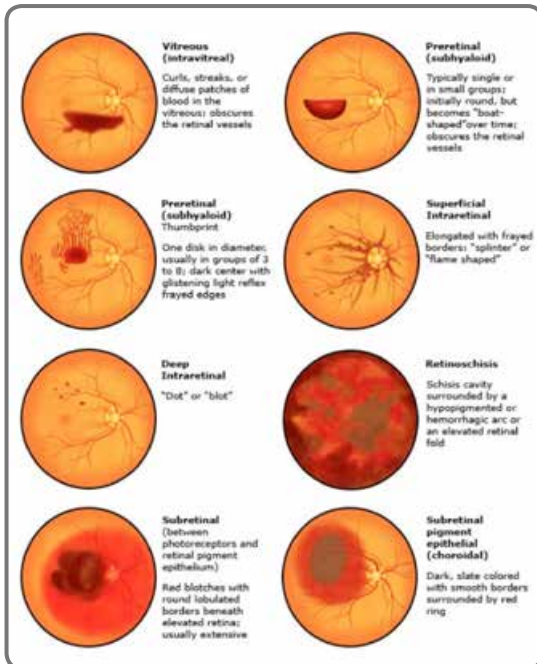 Vitreous
(intravitreal)
Curls, streaks, or
diffuse patches of
blood in the
vitreous; obscures
the retinal vessels
Preretinal
(subhyaloid)
Typically single or
in small groups;
initially round, but
becomes "boat-
shaped"over time;
obscures the retinal
vessels
Preretinal
(subhyaloid)
Thumbprint
One disk in diameter,
usually in groups of 3
to 8; dark center with
glistening light reflex
frayed edges
Superficial
Intraretinal
Elongated with frayed
borders: "splinter" or
"flame shaped"
Deep
Intraretinal
"Dot" or "blot"
Retinoschisis
Schisis cavity
surrounded by a
hypopigmented or
hemorrhagic arc or
an elevated retinal
fold
Subretinal
(between
photoreceptors and
retinal pigment
epithelium)
Red blotches with
round lobulated
borders beneath
elevated retina;
usually extensive
Subretinal
pigment
epithelial
(choroidal)
Dark, slate colored
with smooth borders
surrounded by red
ring